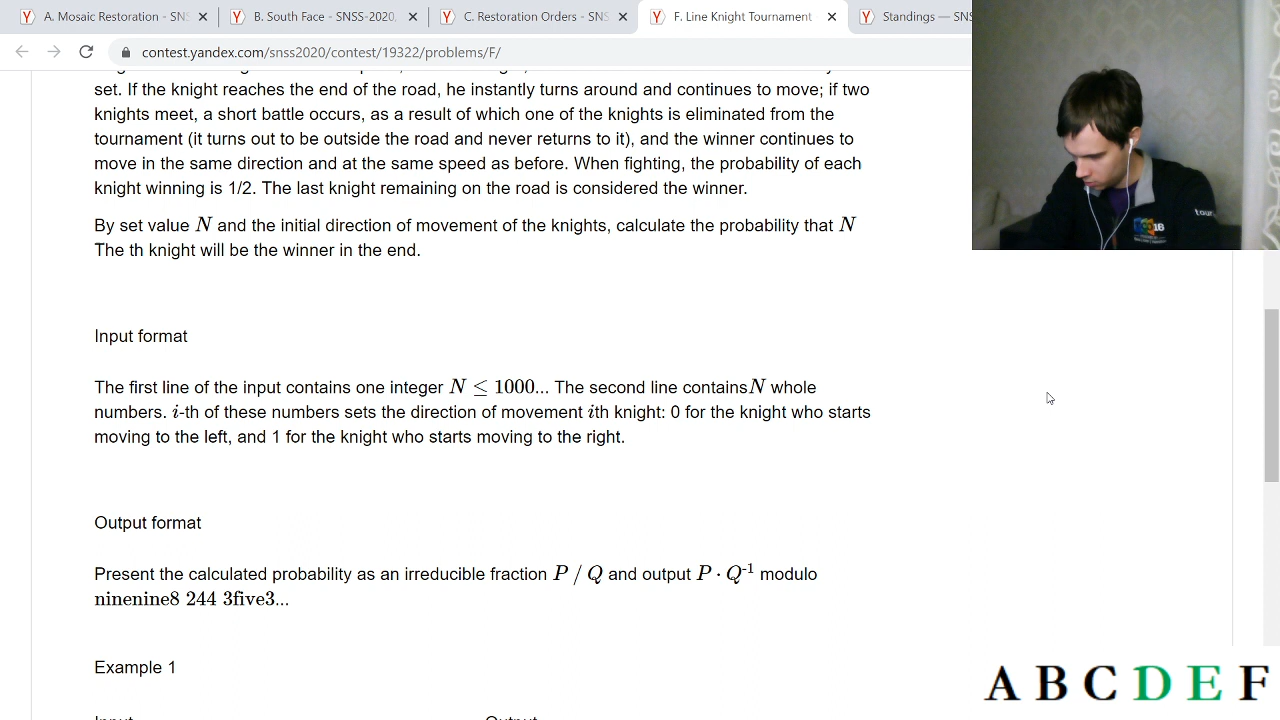 A. Mosaic Restoration - SNS
B. South Face - SNSS-2020,
C. Restoration Orders - SNS
F. Line Knight Tournament
Standings — SNS
contest.yandex.com/snss2020/contest/19322/problems/F/
set. If the knight reaches the end of the road, he instantly turns around and continues to move; if two
knights meet, a short battle occurs, as a result of which one of the knights is eliminated from the
tournament (it turns out to be outside the road and never returns to it), and the winner continues to
move in the same direction and at the same speed as before. When fighting, the probability of each
knight winning is 1/2. The last knight remaining on the road is considered the winner.
By set value N and the initial direction of movement of the knights, calculate the probability that N
The th knight will be the winner in the end.
Input format
The first line of the input contains one integer N ≤ 1000... The second line containsN whole
numbers. i-th of these numbers sets the direction of movement ith knight: 0 for the knight who starts
moving to the left, and 1 for the knight who starts moving to the right.
Output format
Present the calculated probability as an irreducible fraction P / Q and output P · Q-1 modulo
ninenine8 244 3five3...
Example 1
Input Output
tour
16
A B C D E F